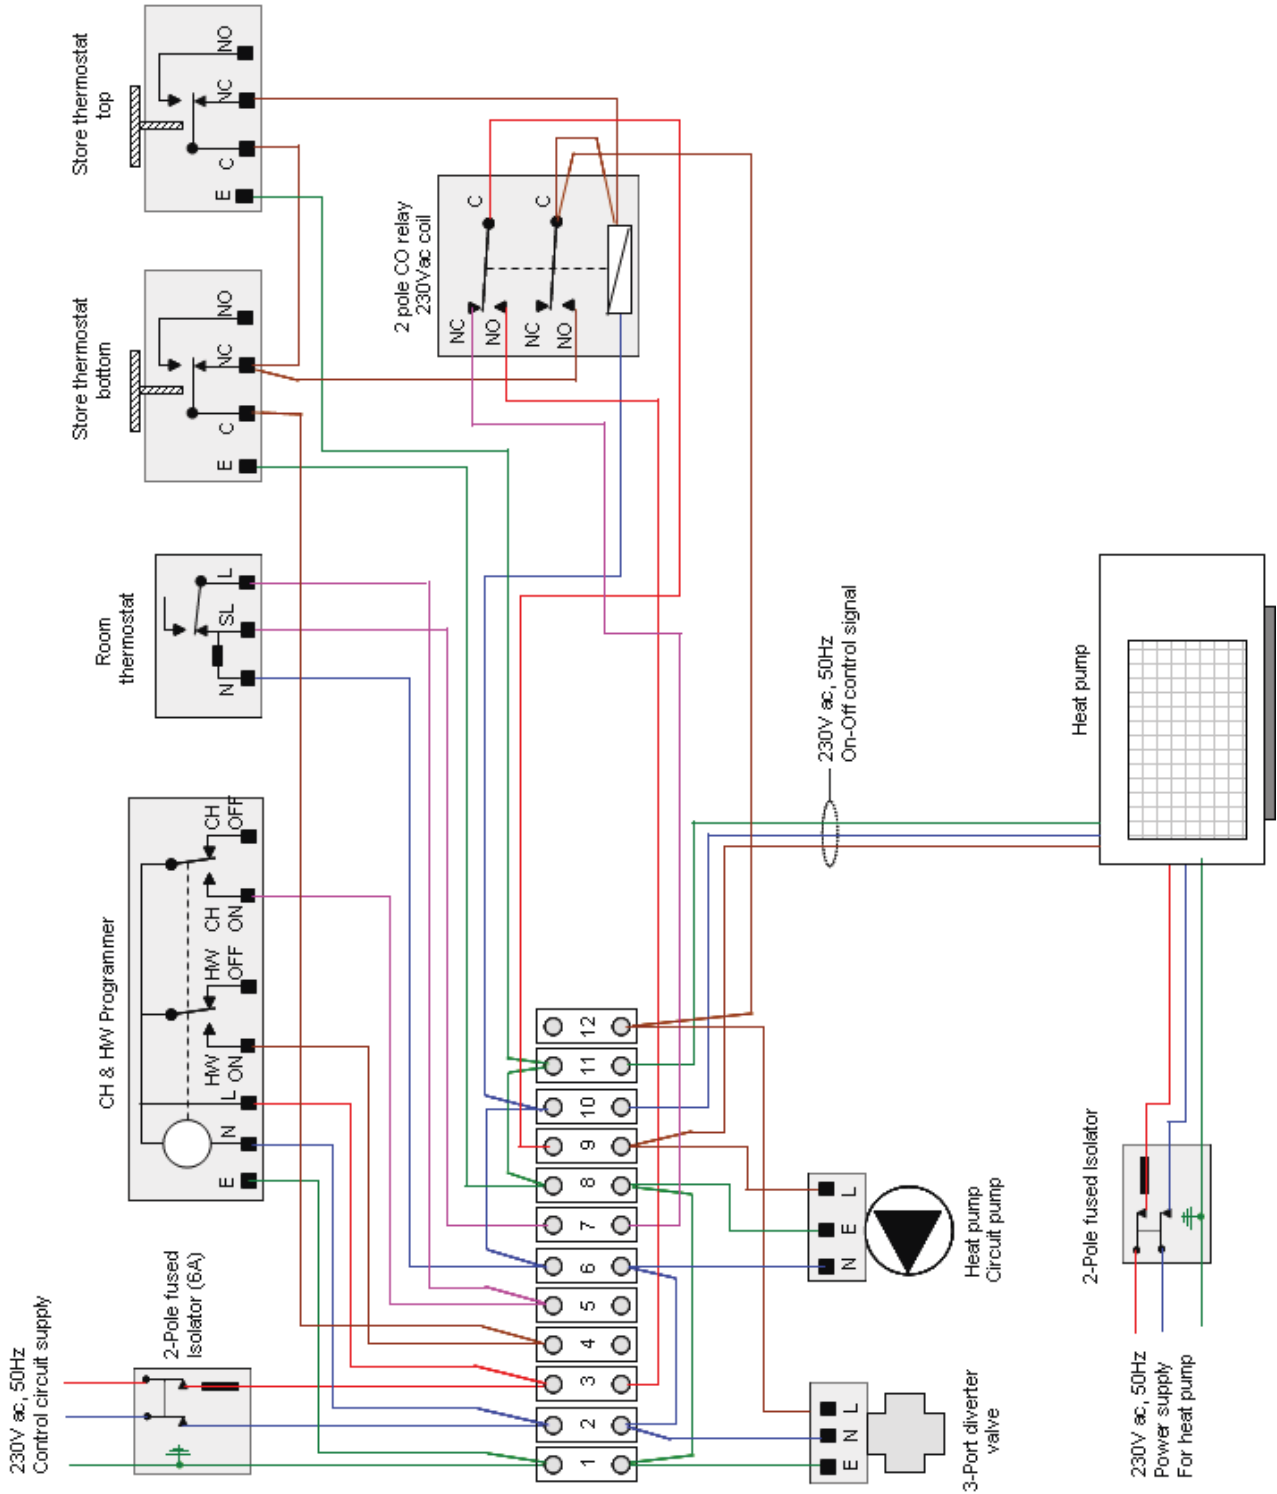 230V ac, 50Hz
Control circuit supply
2-Pole fused
Isolator (6A)
CH & HW Programmer
E
N
L
HW
ON
HW
OFF
CH
ON
CH
OFF
Room
thermostat
N
SL
L
Store thermostat
bottom
E
C
NC
NO
Store thermostat
top
E
C
NC
NO
2 pole CO relay
230Vac coil
NC
NO
NC
NO
C
C
1
2
3
4
5
6
7
8
9
10
11
12
3-Port diverter
valve
E
N
L
Heat pump
Circuit pump
N
E
L
230V ac, 50Hz
On-Off control signal
Heat pump
2-Pole fused Isolator
230V ac, 50Hz
Power supply
For heat pump